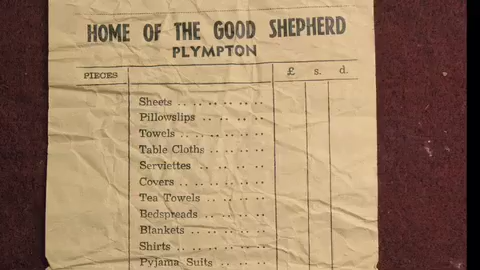 HOME OF THE GOOD SHEPHERD
PLYMPTON
PIECES £ s. d.
Sheets .. .. .. .. .. ..
Pillowslips .. .. .. .. ..
Towels .. .. .. .. .. ..
Table Cloths .. .. .. ..
Serviettes .. .. .. .. ..
Covers .. .. .. .. .. ..
Tea Towels .. .. .. .. ..
Bedspreads .. .. .. .. ..
Blankets .. .. .. .. ..
Shirts .. .. .. .. .. ..
Pyjama Suits .. .. .. ..